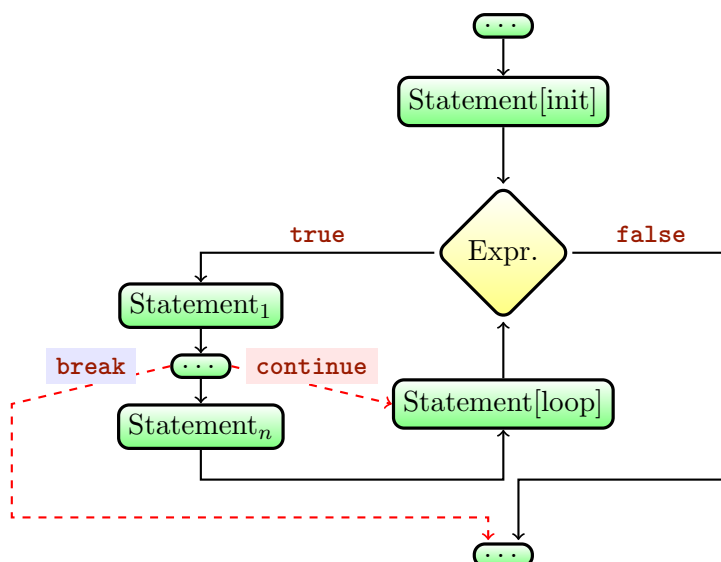 ...
Statement[init]
true
Expr.
false
Statement₁
break
...
continue
Statement[loop]
Statementₙ
...